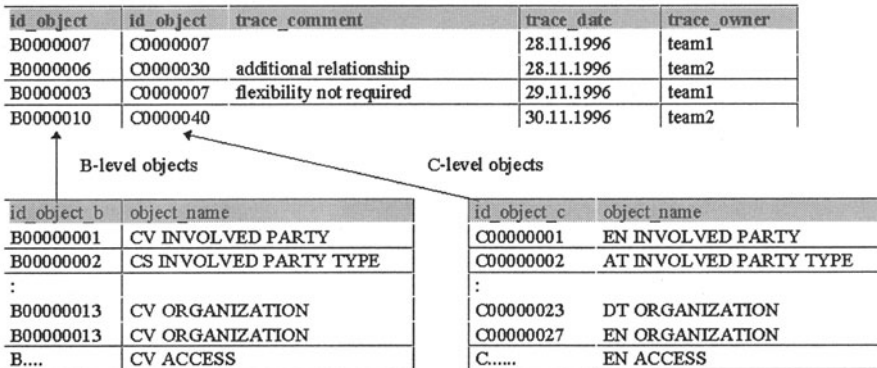 id_object id_object trace_comment trace_date trace_owner
B0000007 C0000007 28.11.1996 team1
B0000006 C0000030 additional relationship 28.11.1996 team2
B0000003 C0000007 flexibility not required 29.11.1996 team1
B0000010 C0000040 30.11.1996 team2
B-level objects C-level objects
id_object_b object_name id_object_c object_name
B00000001 CV INVOLVED PARTY C00000001 EN INVOLVED PARTY
B00000002 CS INVOLVED PARTY TYPE C00000002 AT INVOLVED PARTY TYPE
: :
B00000013 CV ORGANIZATION C00000023 DT ORGANIZATION
B00000013 CV ORGANIZATION C00000027 EN ORGANIZATION
B.... CV ACCESS C...... EN ACCESS